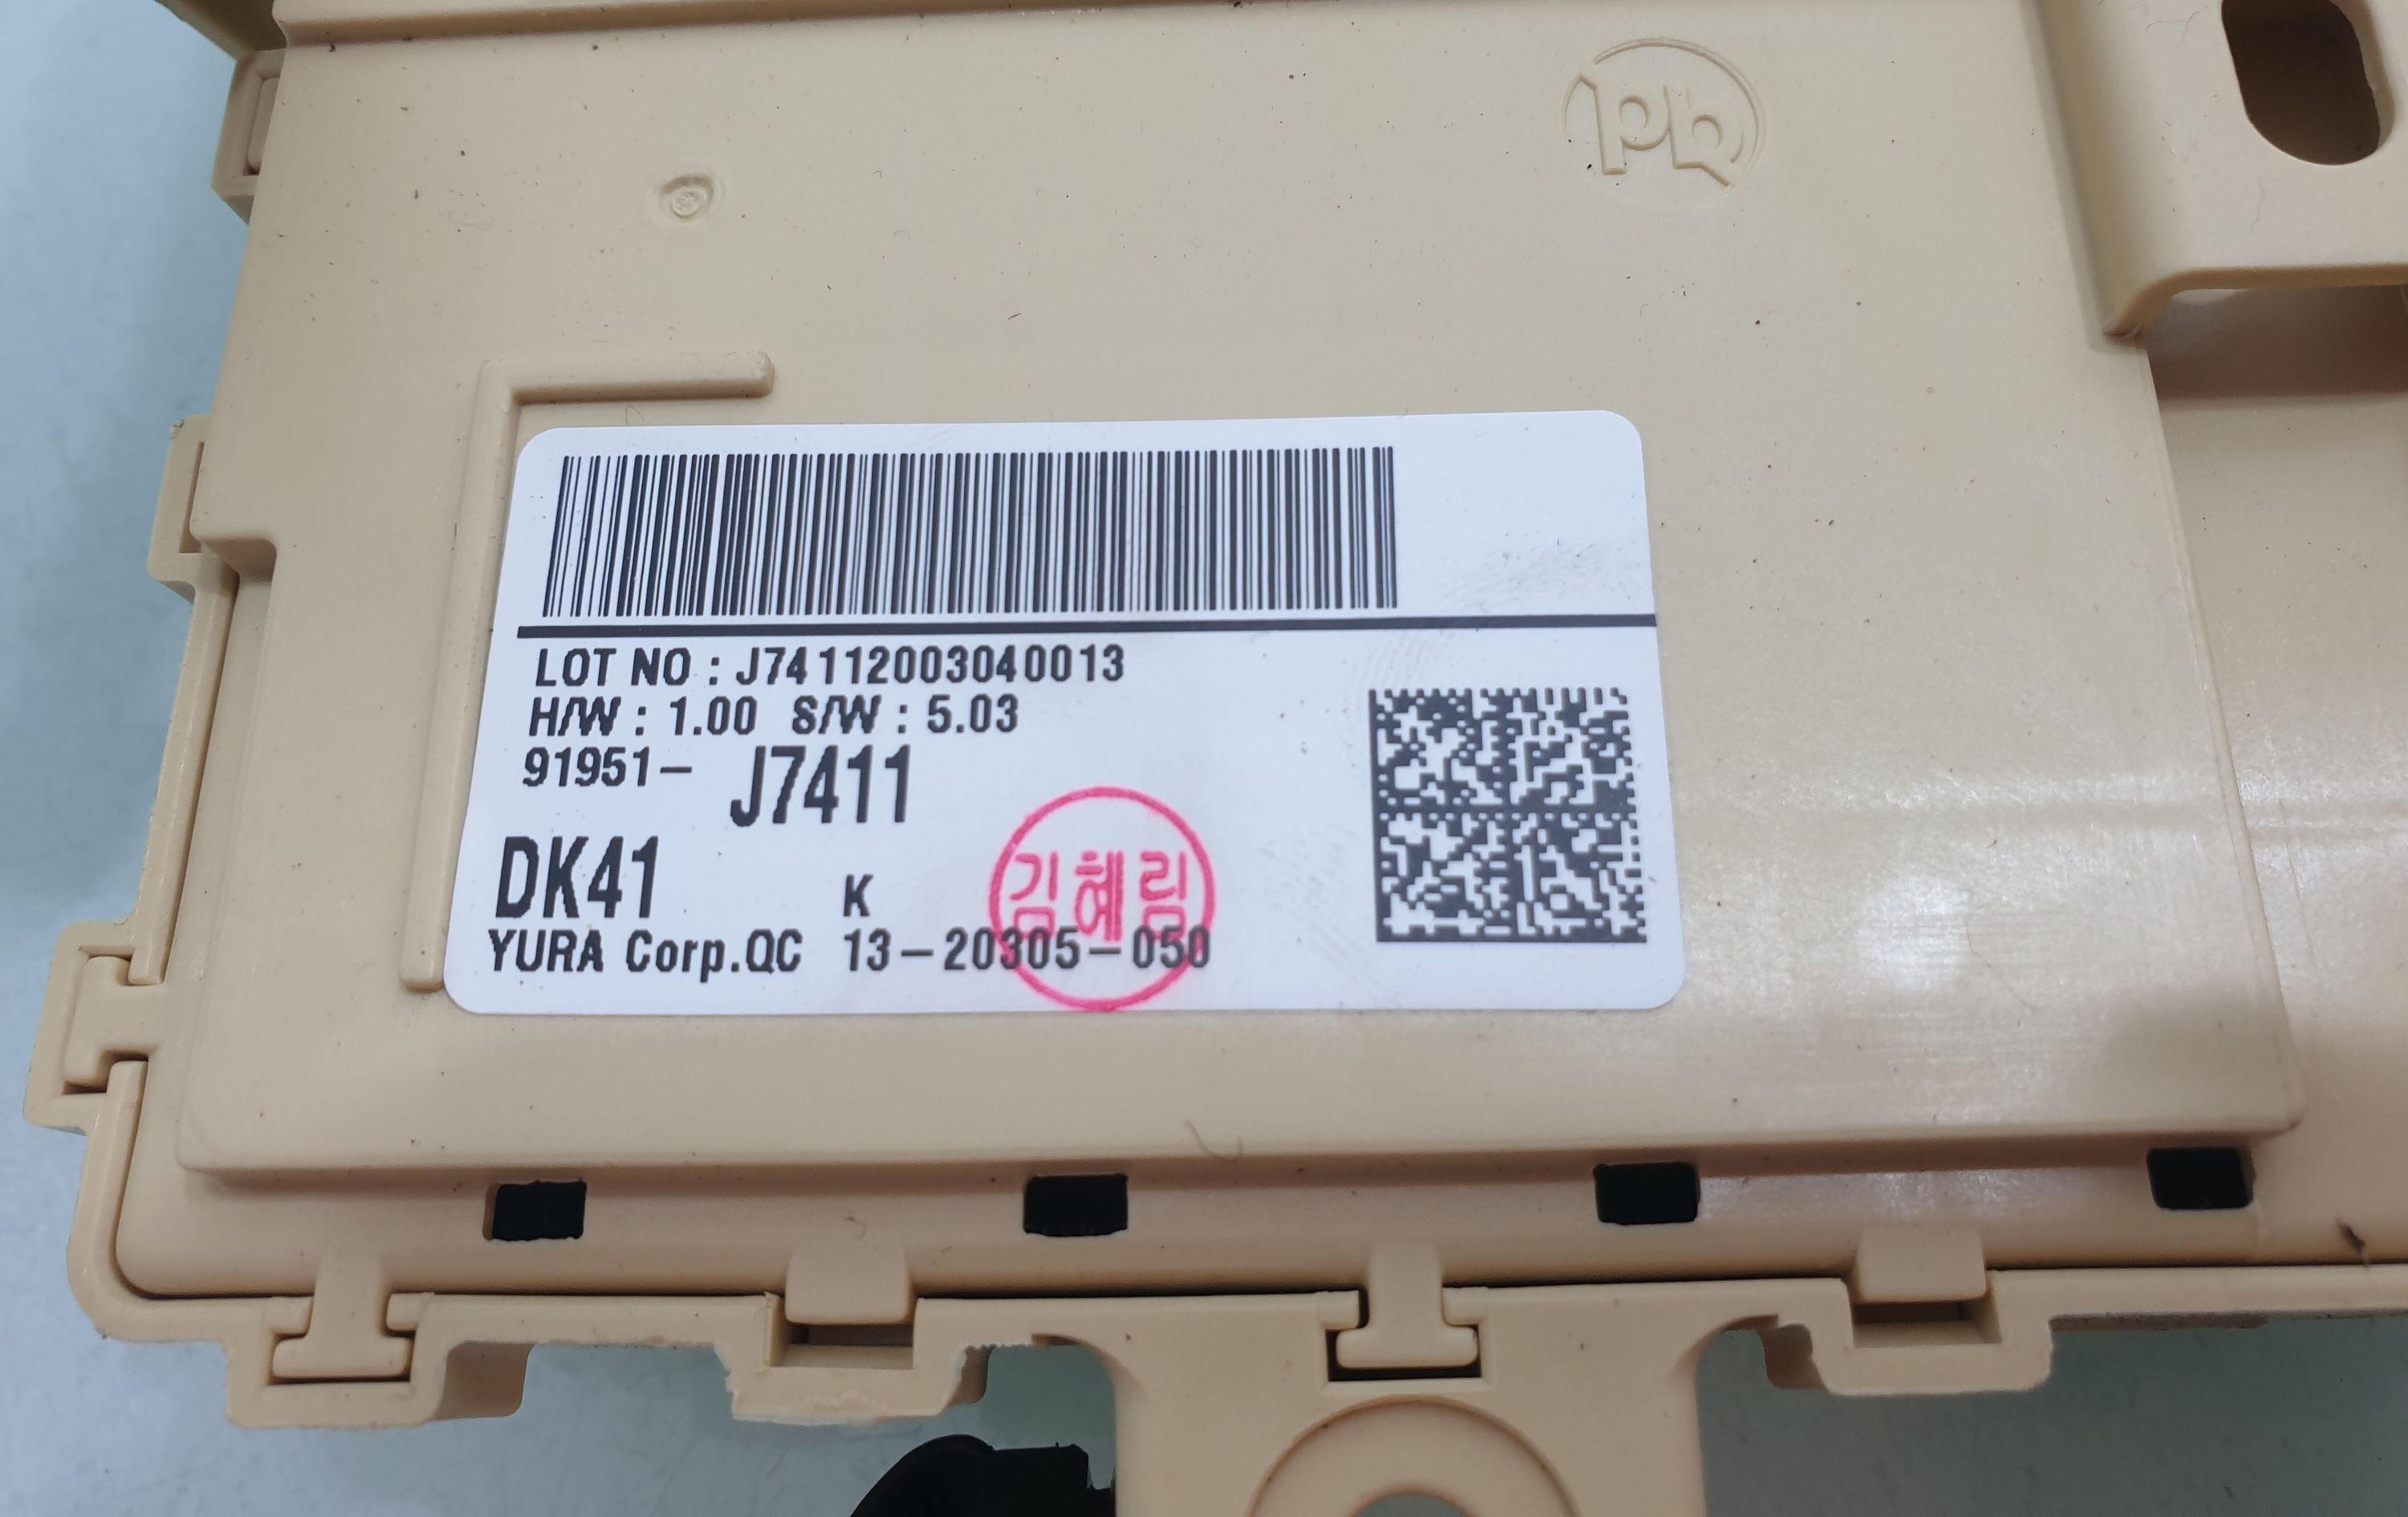 pb
LOT NO : J74112003040013
H/W : 1.00 S/W : 5.03
91951- J7411
DK41 K
김혜림
YURA Corp.QC 13-20305-050